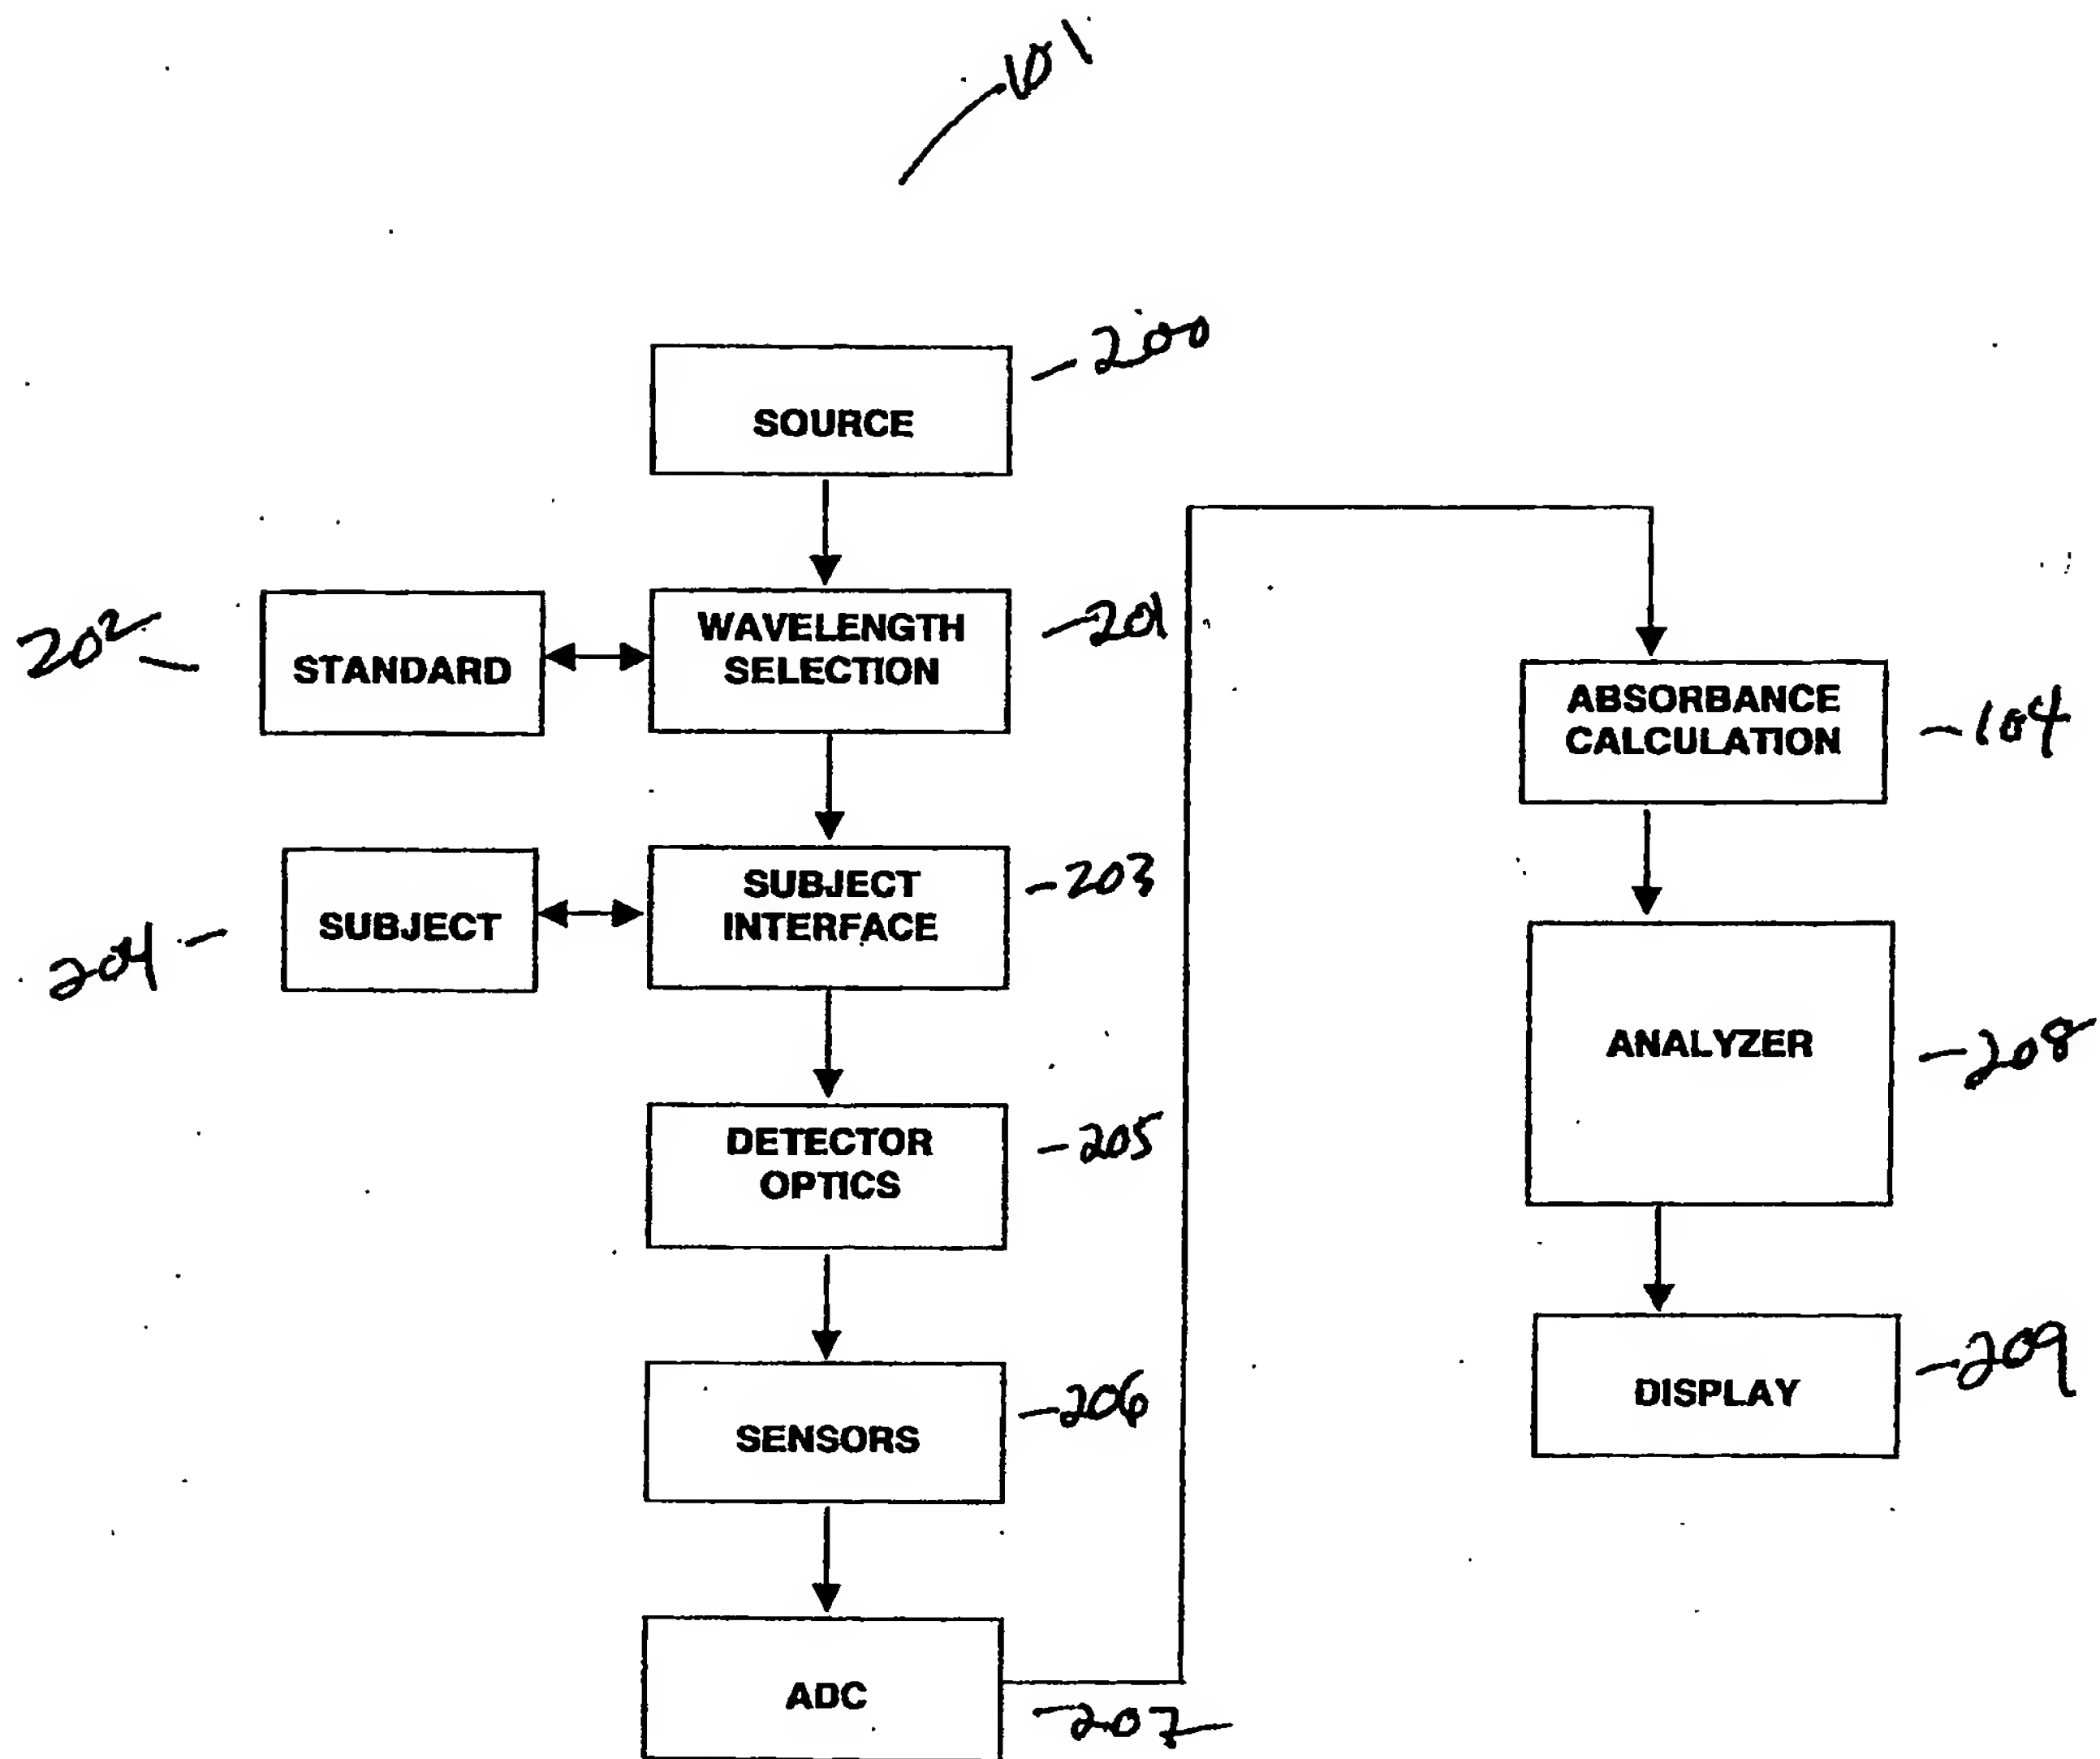 101
SOURCE
-200
202
STANDARD
WAVELENGTH
SELECTION
-201
204
SUBJECT
SUBJECT
INTERFACE
-203
DETECTOR
OPTICS
-205
SENSORS
-206
ADC
-207
ABSORBANCE
CALCULATION
-104
ANALYZER
-208
DISPLAY
-209